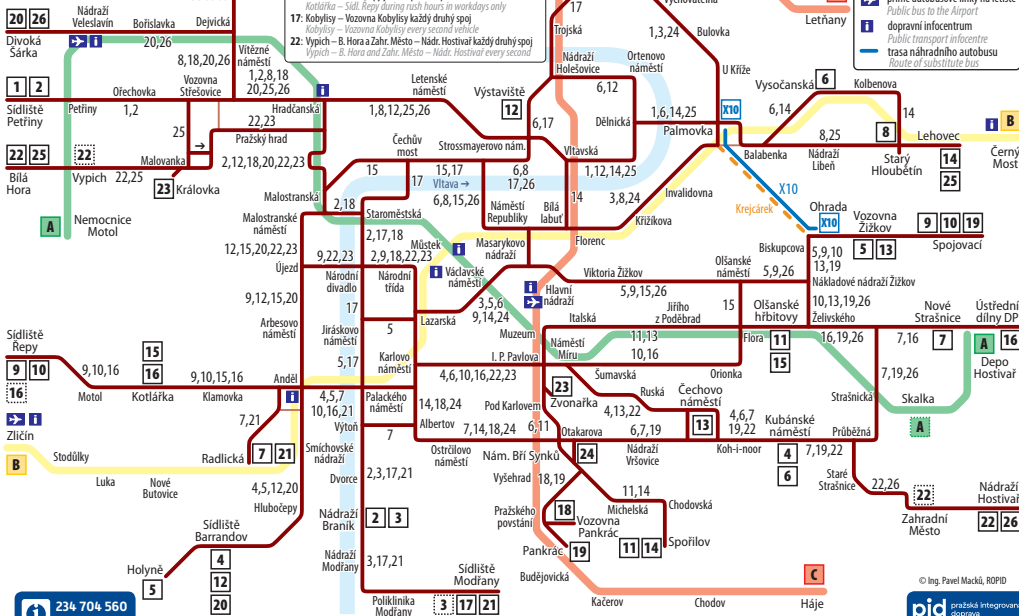 20 26
Nádraží
Veleslavín
Bořislavka
Dejvická
Divoká
Šárka
20,26
8,18,20,26
Vítězné
náměstí
1,2,8,18
20,25,26
Kotlářka – Sídl. Řepy during rush hours in workdays only
17: Kobylisy – Vozovna Kobylisy každý druhý spoj
Kobylisy – Vozovna Kobylisy every second vehicle
22: Vypich – B. Hora a Zahr. Město – Nádr. Hostivař každý druhý spoj
Vypich – B. Hora and Zahr. Město – Nádr. Hostivař every second
17
Trojská
1,3,24
Bulovka
Letňany
Public bus to the Airport
dopravní infocentrum
Public transport infocentre
trasa náhradního autobusu
Route of substitute bus
Nádraží
Holešovice
Ortenovo
náměstí
U Kříže
1 2
Sídliště
Petřiny
Petřiny
Ořechovka
1,2
Vozovna
Střešovice
Hradčanská
Letenské
náměstí
1,8,12,25,26
Výstaviště
12
6,12
Dělnická
1,6,14,25
Palmovka
X10
Vysočanská
6
Kolbenova
6,14
14
8
Lehovec
B
Černý
Most
14
25
8,25
Balabenka
Nádraží
Libeň
Starý
Hloubětín
22,23
Pražský hrad
25
Malovanka
2,12,18,20,22,23
Čechův
most
Strossmayerovo nám.
6,17
Vltavská
1,12,14,25
22 25
Bílá
Hora
22
Vypich
22,25
23
Královka
15
17
15,17
Vltava →
6,8,15,26
6,8
17,26
Malostranská
2,18
Staroměstská
Náměstí
Republiky
Bílá
labuť
14
3,8,24
Invalidovna
Křižíkova
X10
Krejcárek
Ohrada
X10
A
Nemocnice
Motol
Malostranské
náměstí
12,15,20,22,23
Újezd
2,17,18
Můstek
Masarykovo
nádraží
Florenc
Vozovna
Žižkov
5 13
9 10 19
Spojovací
Biskupcova
5,9,10
13,19
9,22,23
2,9,18,22,23
Národní
divadlo
Národní
třída
Václavské
náměstí
Hlavní
nádraží
Viktoria Žižkov
5,9,15,26
Olšanské
náměstí
5,9,26
Nákladové nádraží Žižkov
9,12,15,20
17
3,5,6
9,14,24
Lazarská
Muzeum
Italská
Jiřího
z Poděbrad
15
Olšanské
hřbitovy
10,13,19,26
Želivského
Nové
Strašnice
Ústřední
dílny DP
Arbesovo
náměstí
Jiráskovo
náměstí
5
Karlovo
náměstí
I. P. Pavlova
Náměstí
Míru
11,13
10,16
Flora
11
15
16,19,26
7,16
7
A
16
Depo
Hostivař
Sídliště
Řepy
9 10
16
9,10,16
Motol
15
16
Kotlářka
9,10,15,16
Klamovka
Anděl
5,17
4,6,10,16,22,23
Šumavská
Orionka
7,19,26
Strašnická
Skalka
A
4,5,7
10,16,21
Palackého
náměstí
14,18,24
Albertov
Pod Karlovem
23
Zvonařka
Ruská
4,13,22
Čechovo
náměstí
13
4,6,7
19,22
Kubánské
náměstí
4
6
Průběžná
Zličín
B
Stodůlky
Luka
Nové
Butovice
7,21
Radlická
7 21
Výtoň
Smíchovské
nádraží
7
7,14,18,24
Ostrčilovo
náměstí
6,11
Otakarova
6,7,19
Nádraží
Vršovice
Koh-i-noor
7,19,22
Nám. Bří Synků
24
Staré
Strašnice
4,5,12,20
Hlubočepy
Dvorce
2,3,17,21
Vyšehrad
18,19
11,14
Michelská
Chodovská
22,26
22
Zahradní
Město
Nádraží
Hostivař
22 26
Sídliště
Barrandov
4
12
20
Nádraží
Braník
2 3
Pražského
povstání
18
Vozovna
Pankrác
11 14
Spořilov
Pankrác
19
Holyně
5
Nádraží
Modřany
3,17,21
Sídliště
Modřany
Poliklinika
Modřany
3 17 21
Budějovická
Kačerov
Chodov
C
Háje
© Ing. Pavel Macků, ROPID
234 704 560
pid pražská integrovaná
doprava